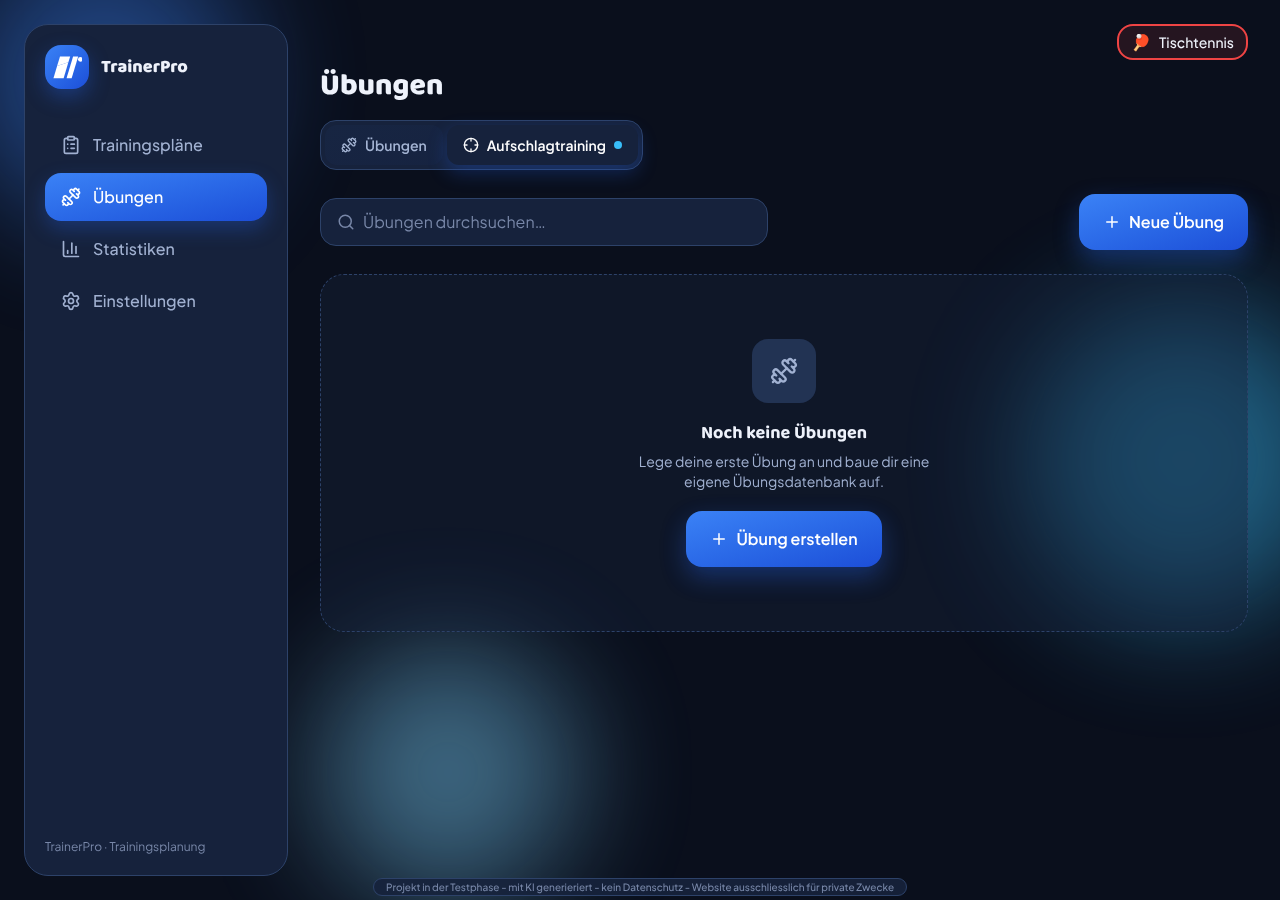 TrainerPro
Trainingspläne
Übungen
Statistiken
Einstellungen
TrainerPro · Trainingsplanung
Tischtennis
Übungen
Übungen
Aufschlagtraining
Übungen durchsuchen...
Neue Übung
Noch keine Übungen
Lege deine erste Übung an und baue dir eine
eigene Übungsdatenbank auf.
Übung erstellen
Projekt in der Testphase - mit KI generieriert - kein Datenschutz - Website ausschliesslich für private Zwecke